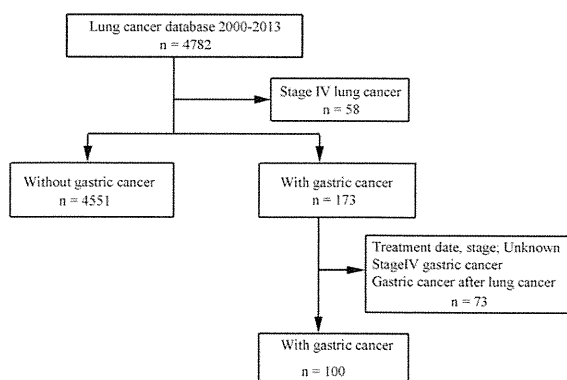 Lung cancer database 2000-2013
n = 4782
Stage IV lung cancer
n = 58
Without gastric cancer
n = 4551
With gastric cancer
n = 173
Treatment date, stage; Unknown
StageIV gastric cancer
Gastric cancer after lung cancer
n = 73
With gastric cancer
n = 100